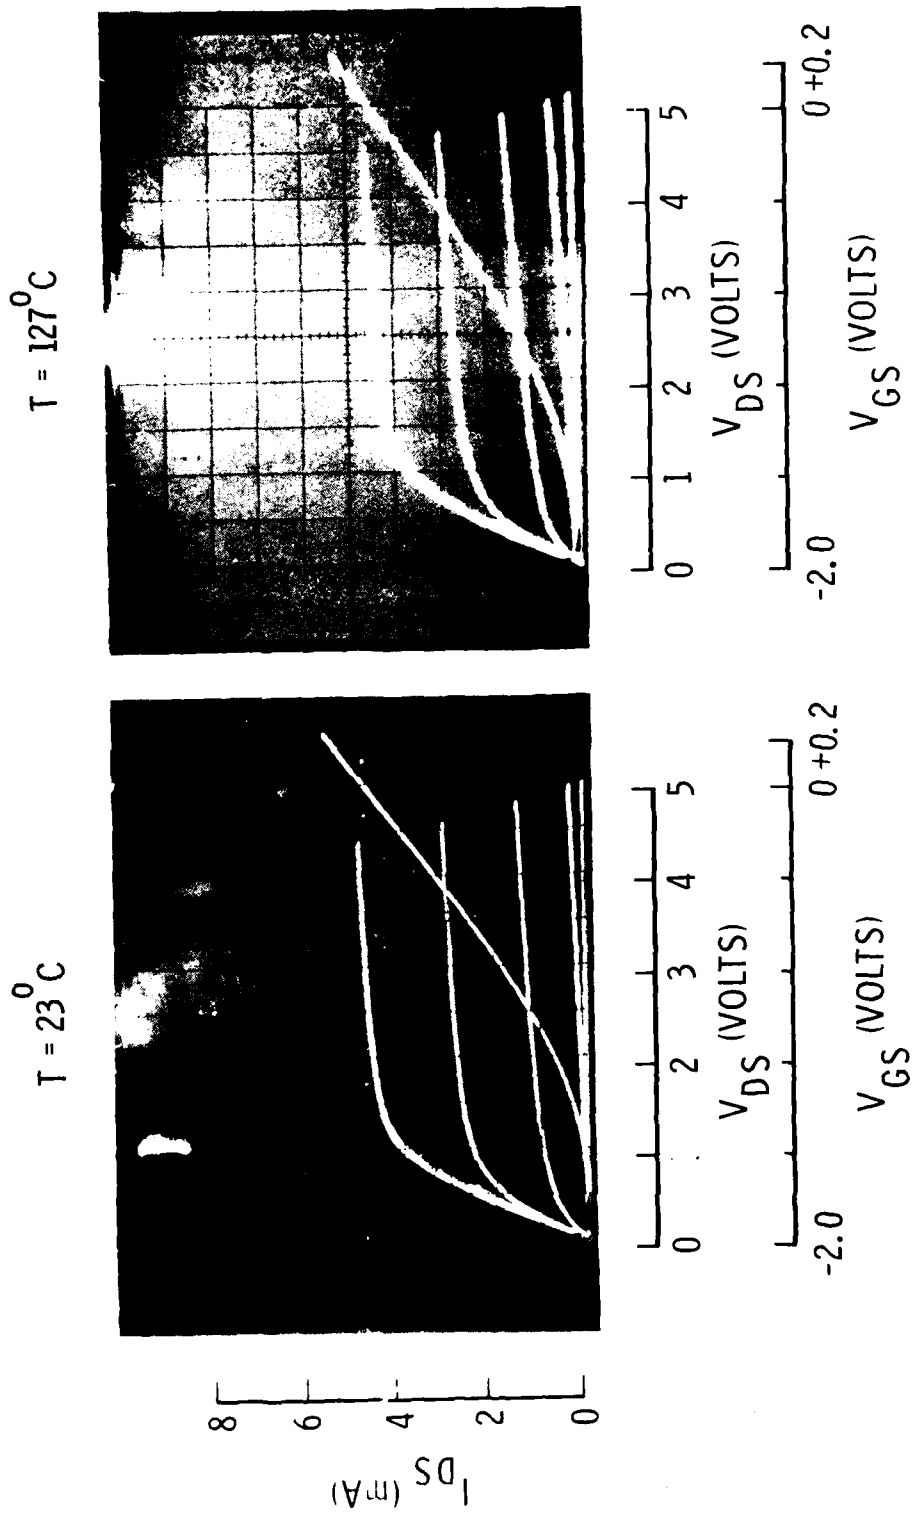 T = 23°C
T = 127°C
I_DS (mA)
8
6
4
2
0
0 2 3 4 5
V_DS (VOLTS)
-2.0 0 +0.2
V_GS (VOLTS)
0 1 2 3 4 5
V_DS (VOLTS)
-2.0 0 +0.2
V_GS (VOLTS)